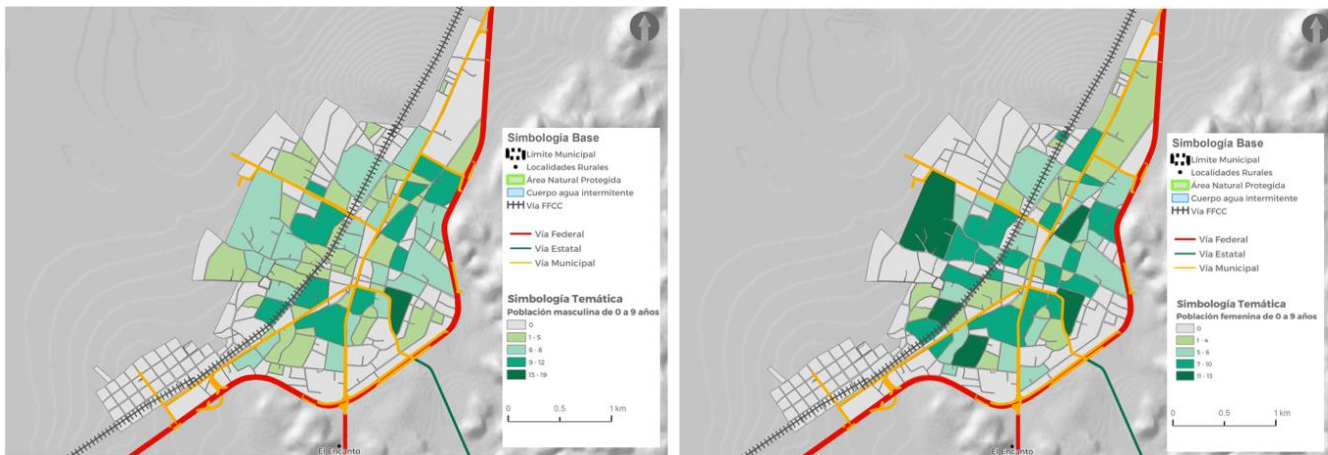 Simbología Base
Límite Municipal
Localidades Rurales
Área Natural Protegida
Cuerpo agua intermitente
Vía FFCC
Vía Federal
Vía Estatal
Vía Municipal
Simbología Temática
Población masculina de 0 a 9 años
0
1 - 5
6 - 8
9 - 12
13 - 19
0 0.5 1 km
El Encanto
Simbología Base
Límite Municipal
Localidades Rurales
Área Natural Protegida
Cuerpo agua intermitente
Vía FFCC
Vía Federal
Vía Estatal
Vía Municipal
Simbología Temática
Población femenina de 0 a 9 años
0
1 - 4
5 - 6
7 - 10
11 - 13
0 0.5 1 km
El Encanto